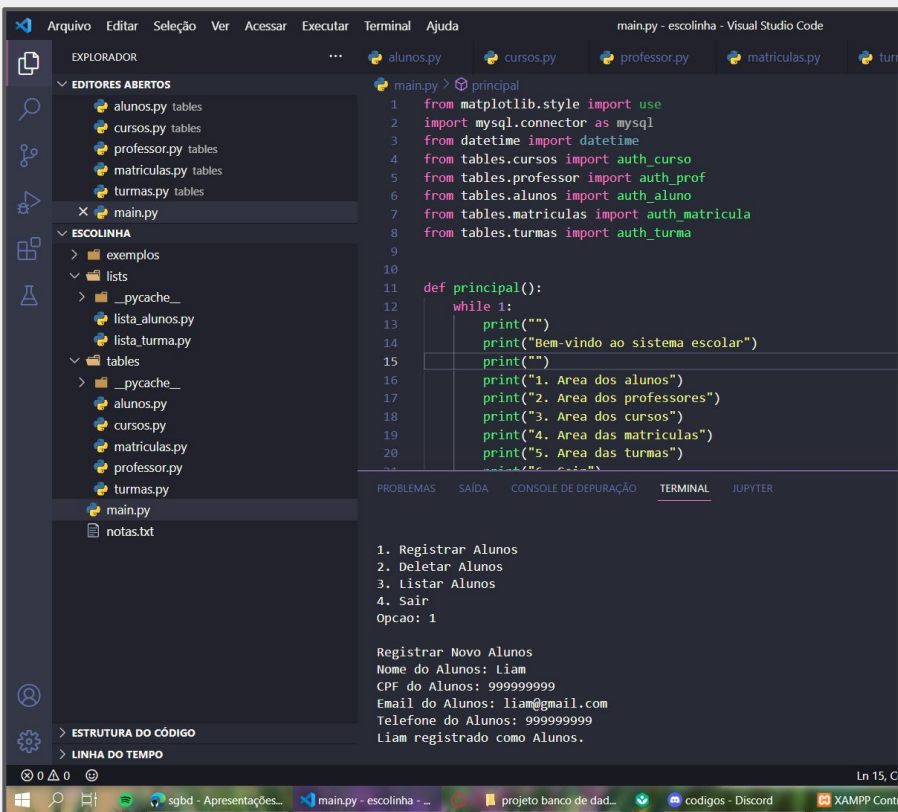 Arquivo Editar Seleção Ver Acessar Executar Terminal Ajuda main.py - escolinha - Visual Studio Code
EXPLORADOR ...
EDITORES ABERTOS
alunos.py tables
cursos.py tables
professor.py tables
matriculas.py tables
turmas.py tables
main.py
ESCOLINHA
exemplos
lists
__pycache__
lista_alunos.py
lista_turma.py
tables
__pycache__
alunos.py
cursos.py
matriculas.py
professor.py
turmas.py
main.py
notas.txt
ESTRUTURA DO CÓDIGO
LINHA DO TEMPO
alunos.py cursos.py professor.py matriculas.py
main.py > principal
1 from matplotlib.style import use
2 import mysql.connector as mysql
3 from datetime import datetime
4 from tables.cursos import auth_curso
5 from tables.professor import auth_prof
6 from tables.alunos import auth_aluno
7 from tables.matriculas import auth_matricula
8 from tables.turmas import auth_turma
9
10
11 def principal():
12 while 1:
13 print("")
14 print("Bem-vindo ao sistema escolar")
15 print("")
16 print("1. Area dos alunos")
17 print("2. Area dos professores")
18 print("3. Area dos cursos")
19 print("4. Area das matriculas")
20 print("5. Area das turmas")
PROBLEMAS SAÍDA CONSOLE DE DEPURAÇÃO TERMINAL JUPYTER
1. Registrar Alunos
2. Deletar Alunos
3. Listar Alunos
4. Sair
Opcao: 1
Registrar Novo Alunos
Nome do Alunos: Liam
CPF do Alunos: 999999999
Email do Alunos: liam@gmail.com
Telefone do Alunos: 999999999
Liam registrado como Alunos.
0 0 Ln 15,
sgbd - Apresentações... main.py - escolinha - ... projeto banco de dad... codigos - Discord XAMPP Contr